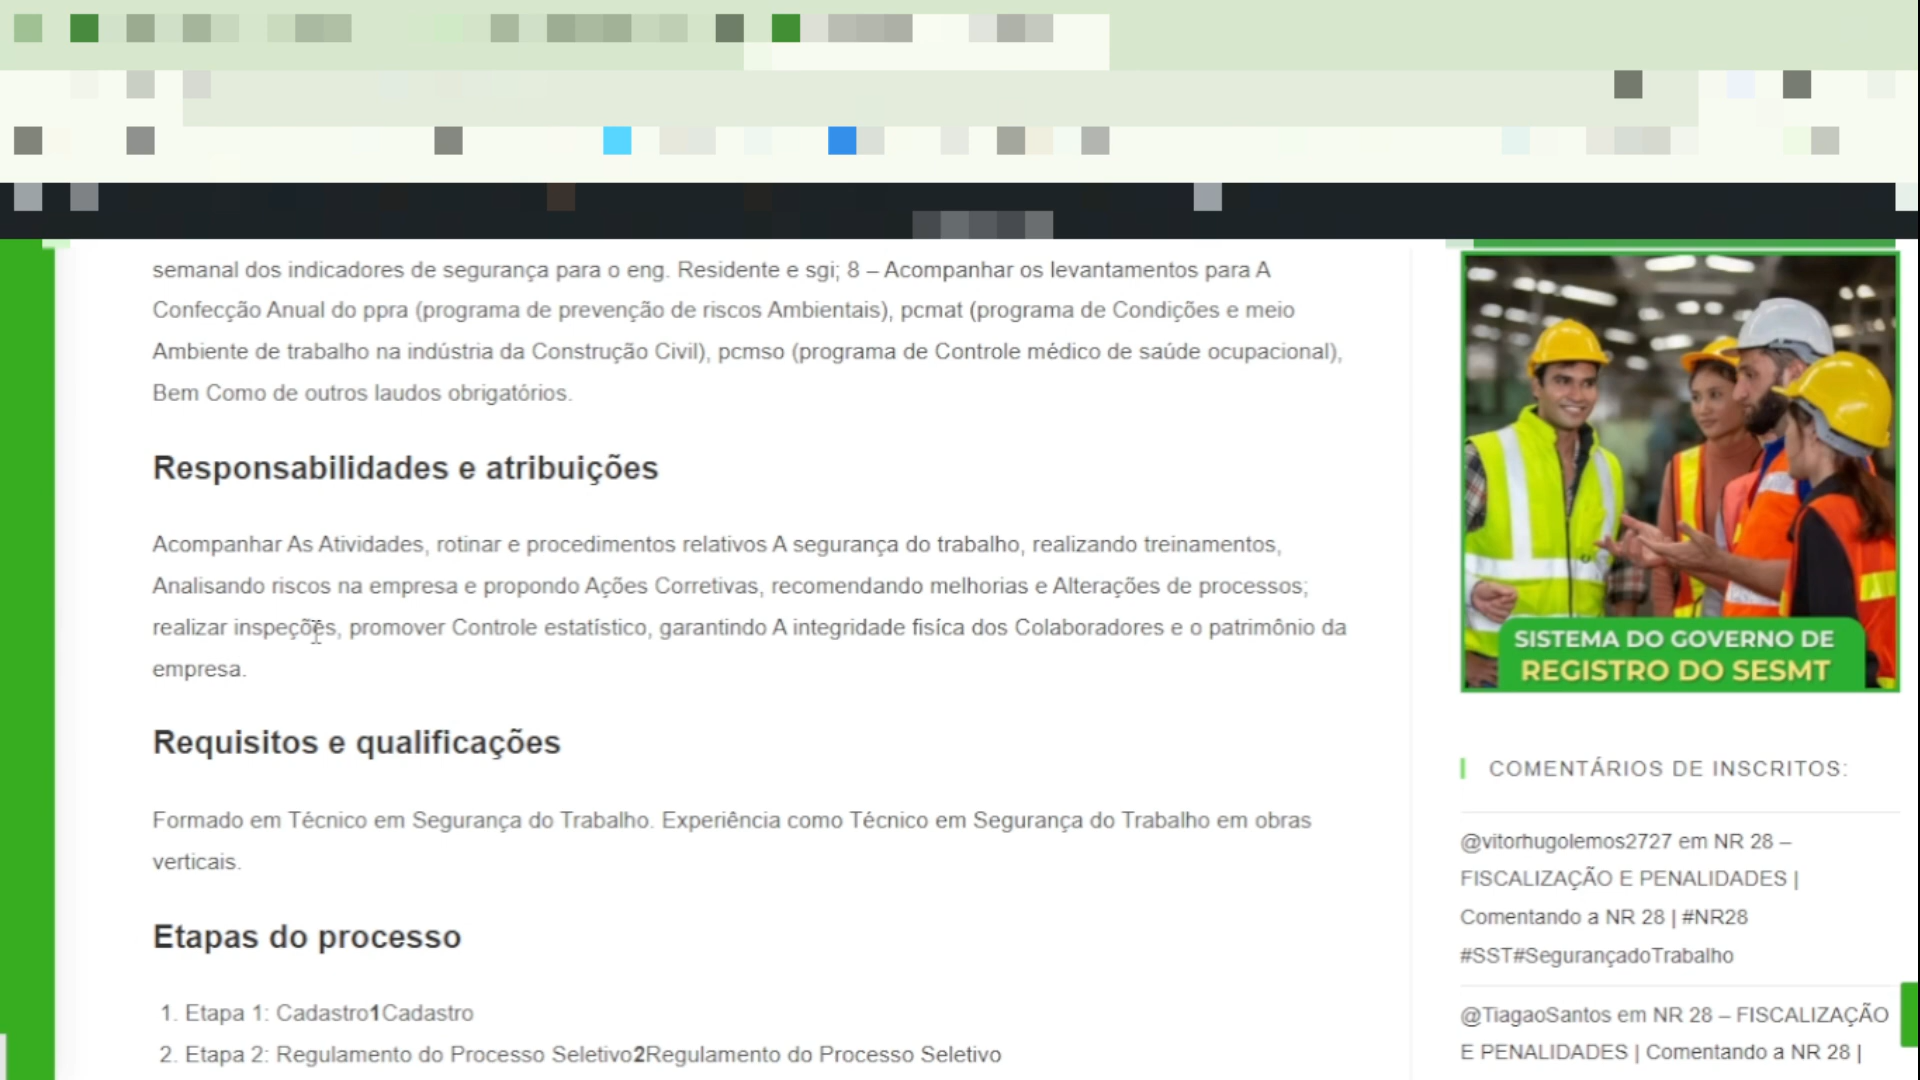 semanal dos indicadores de segurança para o eng. Residente e sgi; 8 – Acompanhar os levantamentos para A
Confecção Anual do ppra (programa de prevenção de riscos Ambientais), pcmat (programa de Condições e meio
Ambiente de trabalho na indústria da Construção Civil), pcmso (programa de Controle médico de saúde ocupacional),
Bem Como de outros laudos obrigatórios.
Responsabilidades e atribuições
Acompanhar As Atividades, rotinar e procedimentos relativos A segurança do trabalho, realizando treinamentos,
Analisando riscos na empresa e propondo Ações Corretivas, recomendando melhorias e Alterações de processos;
realizar inspeções, promover Controle estatístico, garantindo A integridade fisíca dos Colaboradores e o patrimônio da
empresa.
Requisitos e qualificações
Formado em Técnico em Segurança do Trabalho. Experiência como Técnico em Segurança do Trabalho em obras
verticais.
Etapas do processo
1. Etapa 1: Cadastro1Cadastro
2. Etapa 2: Regulamento do Processo Seletivo2Regulamento do Processo Seletivo
SISTEMA DO GOVERNO DE
REGISTRO DO SESMT
COMENTÁRIOS DE INSCRITOS:
@vitorhugolemos2727 em NR 28 –
FISCALIZAÇÃO E PENALIDADES |
Comentando a NR 28 | #NR28
#SST#SegurançadoTrabalho
@TiagaoSantos em NR 28 – FISCALIZAÇÃO
E PENALIDADES | Comentando a NR 28 |